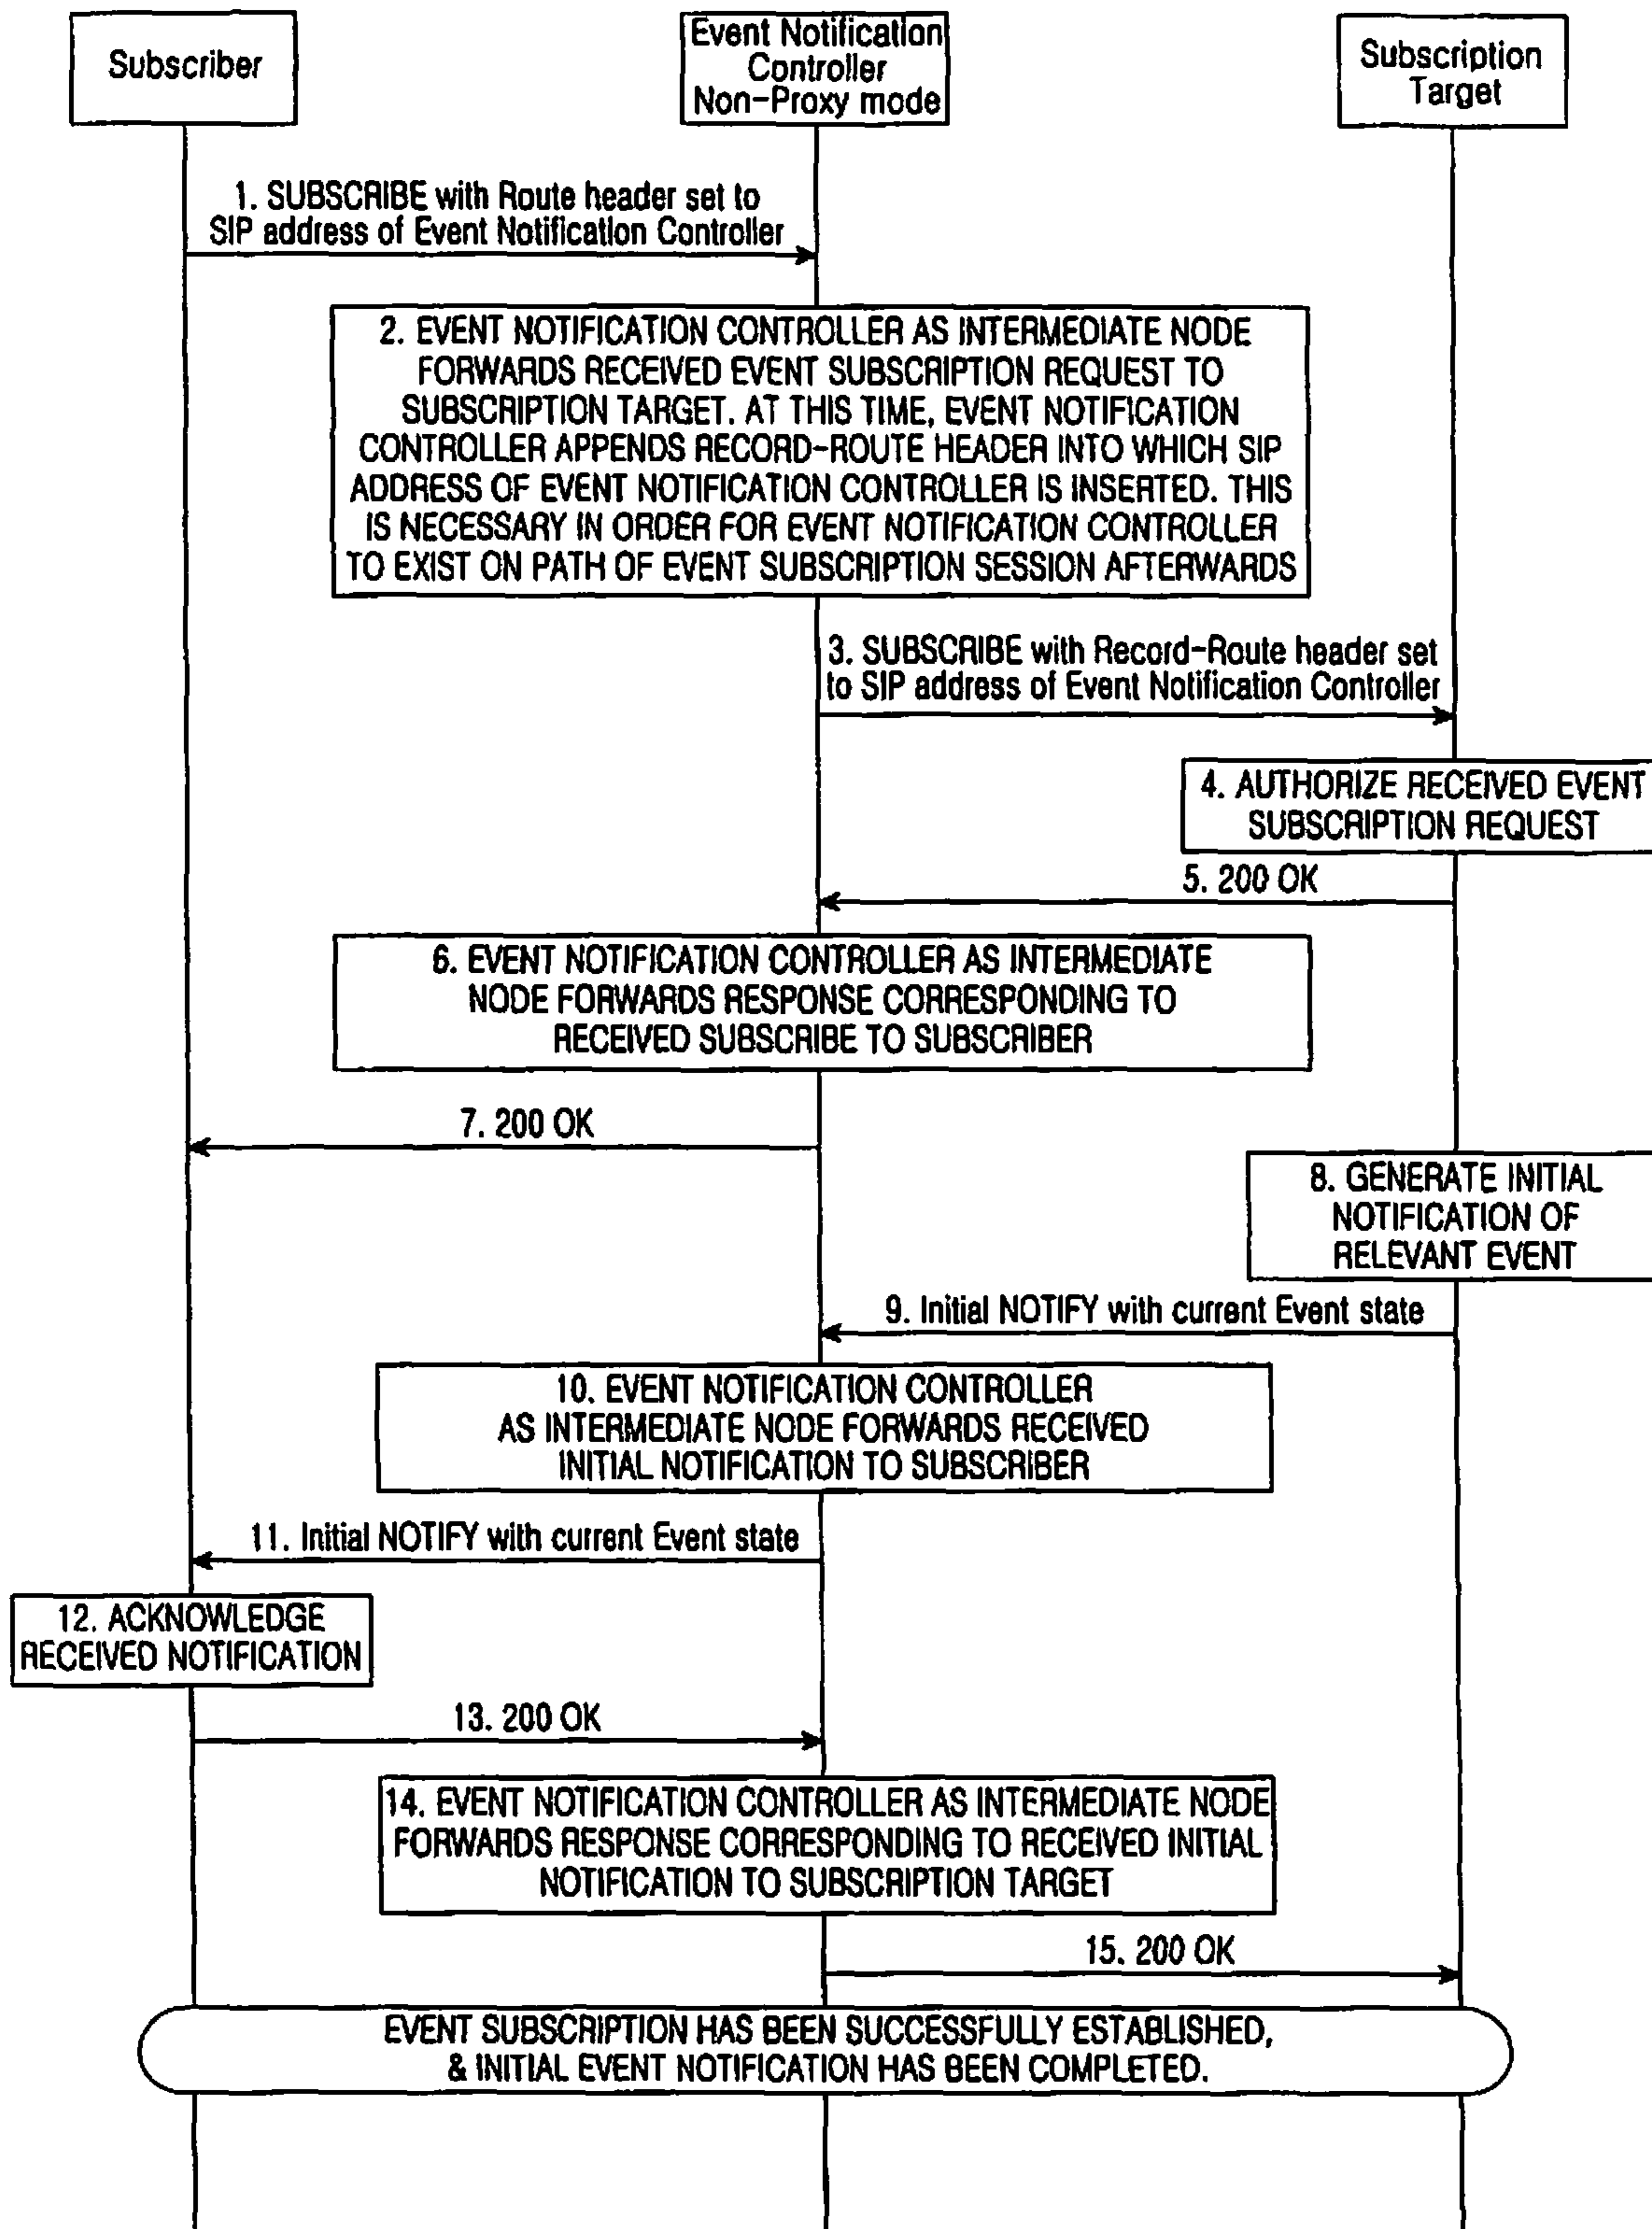 Subscriber
Event Notification
Controller
Non-Proxy mode
Subscription
Target
1. SUBSCRIBE with Route header set to
SIP address of Event Notification Controller
2. EVENT NOTIFICATION CONTROLLER AS INTERMEDIATE NODE
FORWARDS RECEIVED EVENT SUBSCRIPTION REQUEST TO
SUBSCRIPTION TARGET. AT THIS TIME, EVENT NOTIFICATION
CONTROLLER APPENDS RECORD-ROUTE HEADER INTO WHICH SIP
ADDRESS OF EVENT NOTIFICATION CONTROLLER IS INSERTED. THIS
IS NECESSARY IN ORDER FOR EVENT NOTIFICATION CONTROLLER
TO EXIST ON PATH OF EVENT SUBSCRIPTION SESSION AFTERWARDS
3. SUBSCRIBE with Record-Route header set
to SIP address of Event Notification Controller
4. AUTHORIZE RECEIVED EVENT
SUBSCRIPTION REQUEST
5. 200 OK
6. EVENT NOTIFICATION CONTROLLER AS INTERMEDIATE
NODE FORWARDS RESPONSE CORRESPONDING TO
RECEIVED SUBSCRIBE TO SUBSCRIBER
7. 200 OK
8. GENERATE INITIAL
NOTIFICATION OF
RELEVANT EVENT
9. Initial NOTIFY with current Event state
10. EVENT NOTIFICATION CONTROLLER
AS INTERMEDIATE NODE FORWARDS RECEIVED
INITIAL NOTIFICATION TO SUBSCRIBER
11. Initial NOTIFY with current Event state
12. ACKNOWLEDGE
RECEIVED NOTIFICATION
13. 200 OK
14. EVENT NOTIFICATION CONTROLLER AS INTERMEDIATE NODE
FORWARDS RESPONSE CORRESPONDING TO RECEIVED INITIAL
NOTIFICATION TO SUBSCRIPTION TARGET
15. 200 OK
EVENT SUBSCRIPTION HAS BEEN SUCCESSFULLY ESTABLISHED,
& INITIAL EVENT NOTIFICATION HAS BEEN COMPLETED.